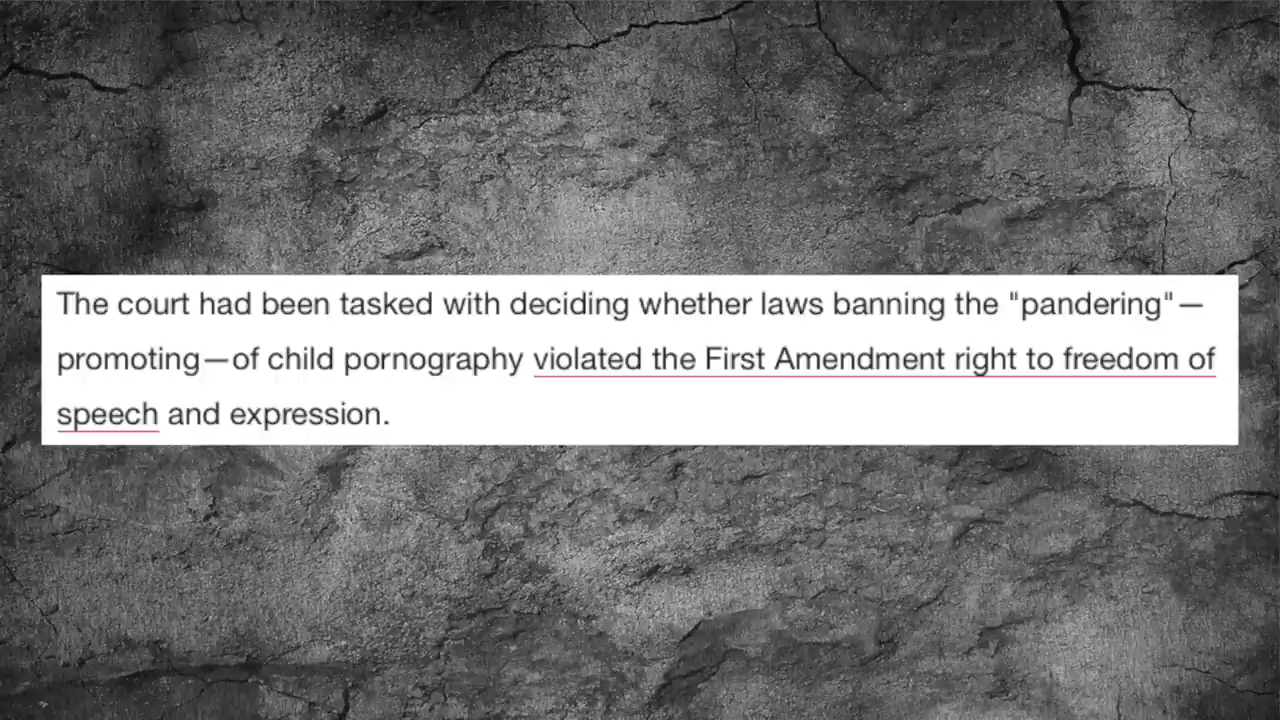 The court had been tasked with deciding whether laws banning the "pandering"—
promoting—of child pornography violated the First Amendment right to freedom of
speech and expression.